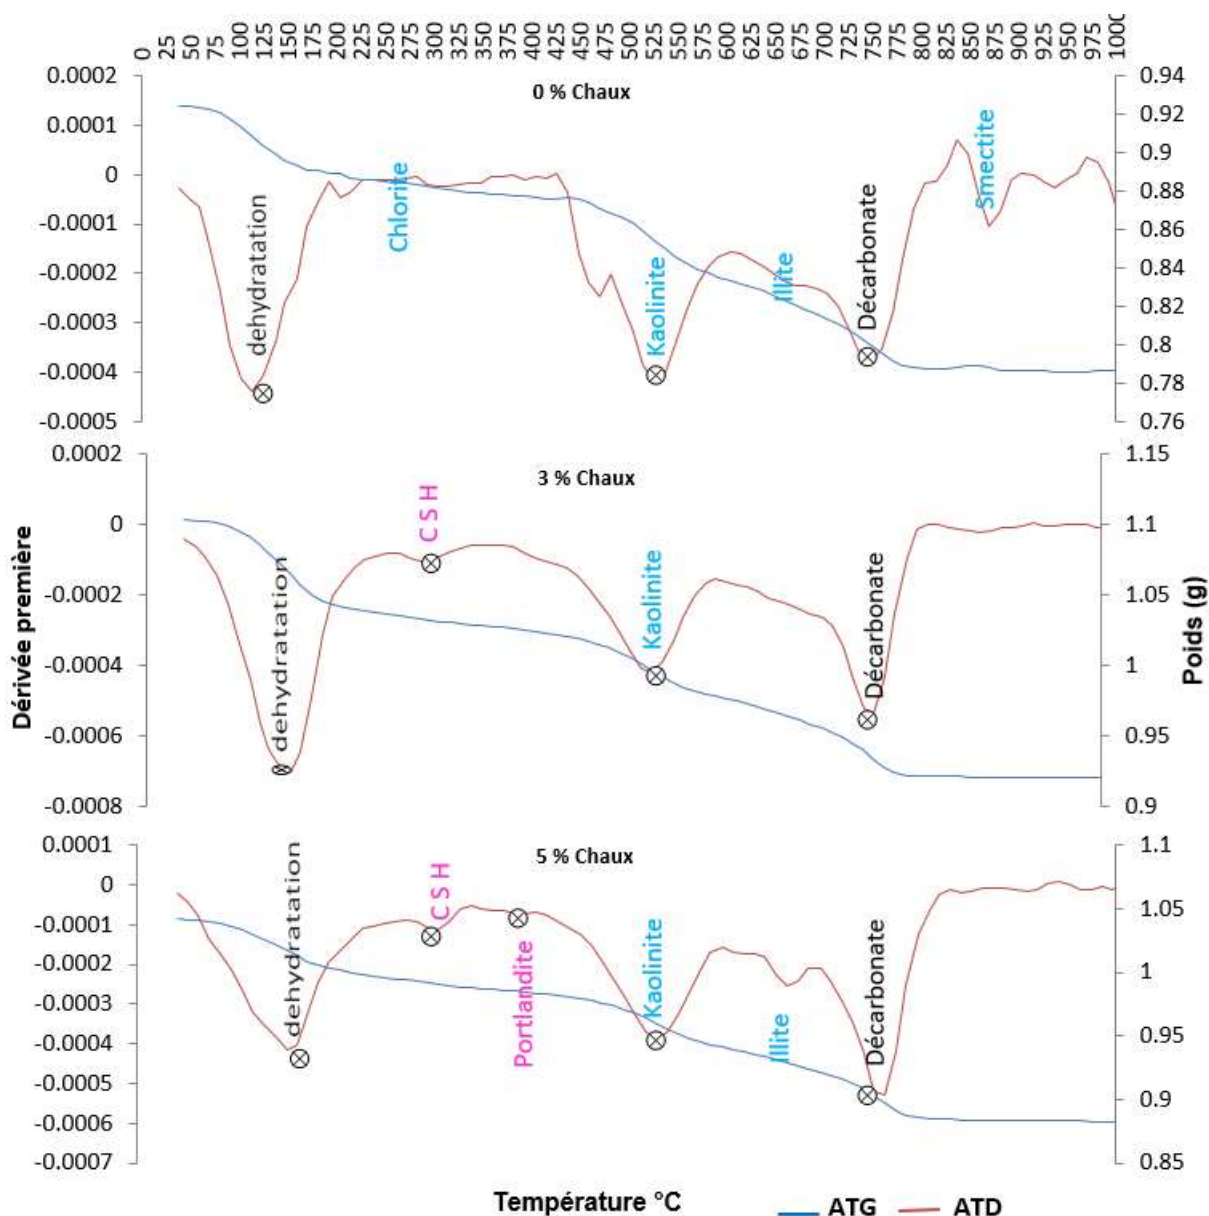 0 25 50 75 100 125 150 175 200 225 250 275 300 325 350 375 400 425 450 475 500 525 550 575 600 625 650 675 700 725 750 775 800 825 850 875 900 925 950 975 1000
0.0002 0.94
0 % Chaux
0.92
0.0001
0.9
0
0.88
-0.0001
0.86
-0.0002
0.84
0.82
-0.0003
0.8
-0.0004
0.78
-0.0005 0.76
dehydratation
Chlorite
Kaolinite
Illite
Décarbonate
Smectite
0.0002 1.15
3 % Chaux
0 1.1
-0.0002 1.05
-0.0004 1
-0.0006 0.95
-0.0008 0.9
dehydratation
C S H
Kaolinite
Décarbonate
Dérivée première
Poids (g)
0.0001 1.1
5 % Chaux
0
1.05
-0.0001
-0.0002
1
-0.0003
-0.0004
0.95
-0.0005
0.9
-0.0006
-0.0007 0.85
dehydratation
C S H
Portlandite
Kaolinite
Illite
Décarbonate
Température °C
ATG ATD